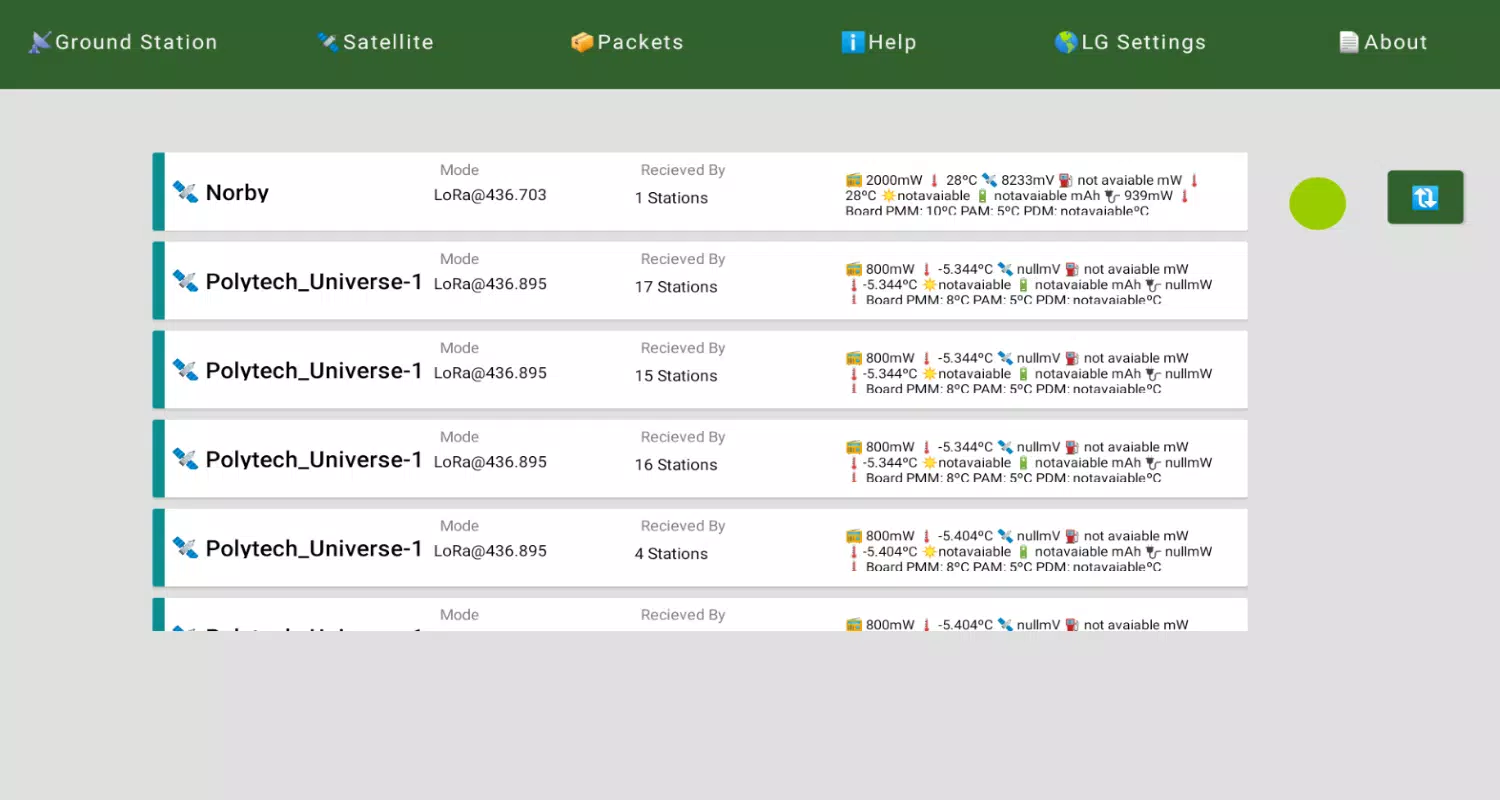 Ground Station Satellite Packets Help LG Settings About
Mode Recieved By
Norby LoRa@436.703 1 Stations
2000mW 28ºC 8233mV not avaiable mW
28ºC notavaiable notavaiable mAh 939mW
Board PMM: 10ºC PAM: 5ºC PDM: notavaiableºC
Mode Recieved By
Polytech_Universe-1 LoRa@436.895 17 Stations
800mW -5.344ºC nullmV not avaiable mW
-5.344ºC notavaiable notavaiable mAh nullmW
Board PMM: 8ºC PAM: 5ºC PDM: notavaiableºC
Mode Recieved By
Polytech_Universe-1 LoRa@436.895 15 Stations
800mW -5.344ºC nullmV not avaiable mW
-5.344ºC notavaiable notavaiable mAh nullmW
Board PMM: 8ºC PAM: 5ºC PDM: notavaiableºC
Mode Recieved By
Polytech_Universe-1 LoRa@436.895 16 Stations
800mW -5.344ºC nullmV not avaiable mW
-5.344ºC notavaiable notavaiable mAh nullmW
Board PMM: 8ºC PAM: 5ºC PDM: notavaiableºC
Mode Recieved By
Polytech_Universe-1 LoRa@436.895 4 Stations
800mW -5.404ºC nullmV not avaiable mW
-5.404ºC notavaiable notavaiable mAh nullmW
Board PMM: 8ºC PAM: 5ºC PDM: notavaiableºC
Mode Recieved By
800mW -5.404ºC nullmV not avaiable mW